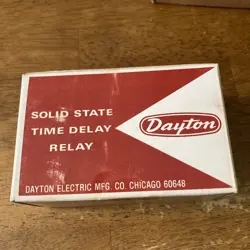 SOLID STATE
TIME DELAY
RELAY
Dayton
DAYTON ELECTRIC MFG. CO. CHICAGO 60648